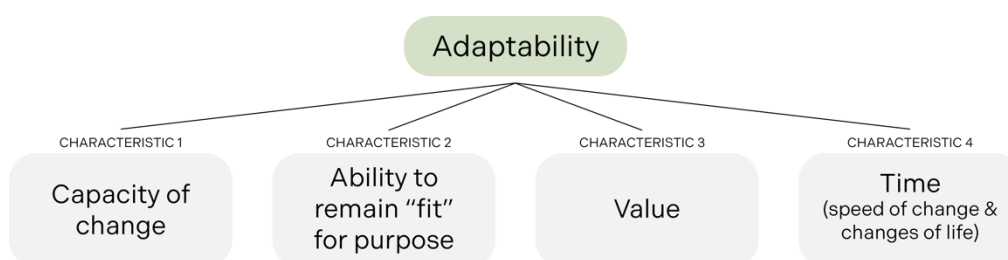 Adaptability
CHARACTERISTIC 1
Capacity of
change
CHARACTERISTIC 2
Ability to
remain “fit”
for purpose
CHARACTERISTIC 3
Value
CHARACTERISTIC 4
Time
(speed of change &
changes of life)